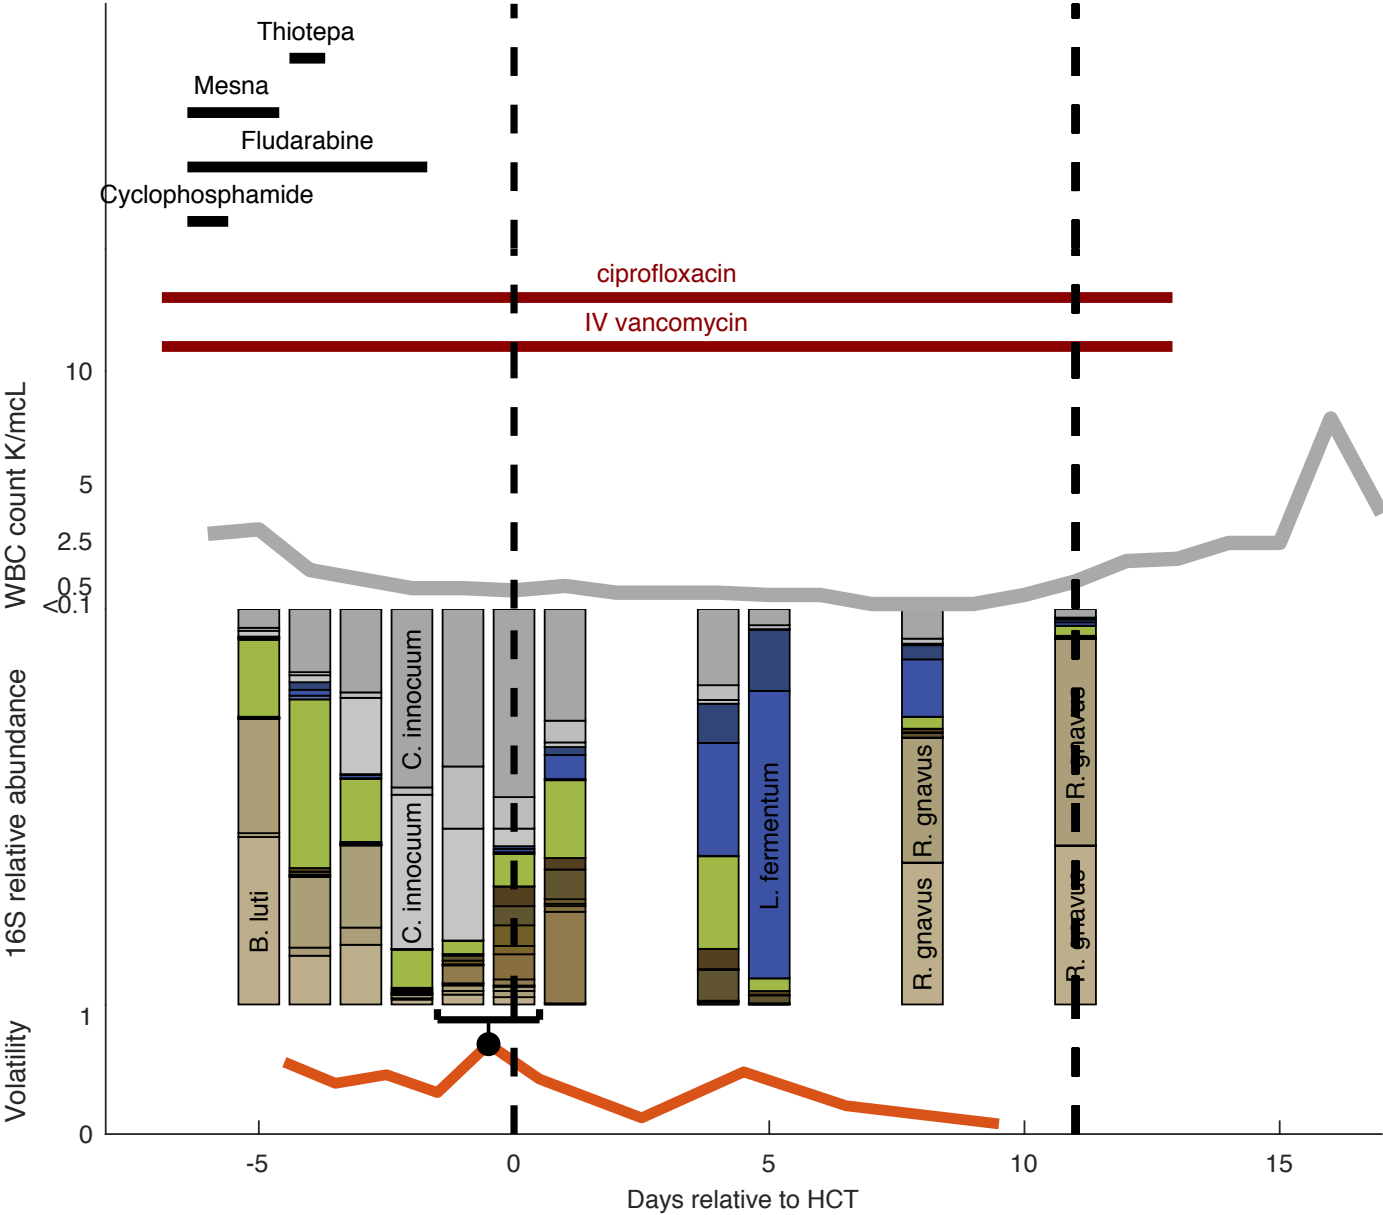 Thiotepa
Mesna
Fludarabine
Cyclophosphamide
ciprofloxacin
IV vancomycin
WBC count K/mcL
10
5
2.5
0.5
<0.1
16S relative abundance
B. luti
C. innocuum
C. innocuum
L. fermentum
R. gnavus
R. gnavus
R. gnavus
R. gnavus
Volatility
1
0
-5
0
5
10
15
Days relative to HCT